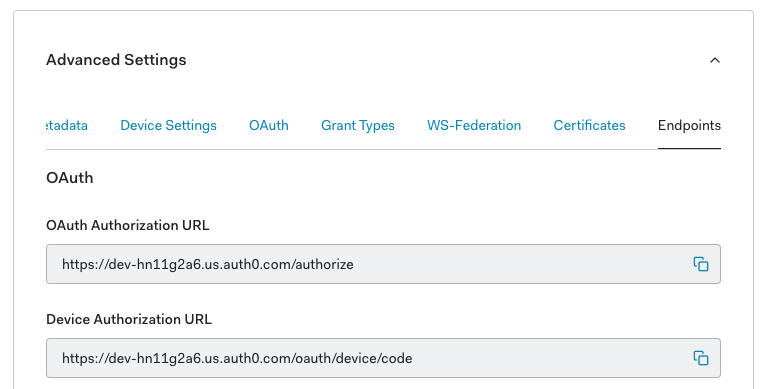 Advanced Settings
etadata Device Settings OAuth Grant Types WS-Federation Certificates Endpoints
OAuth
OAuth Authorization URL
https://dev-hn11g2a6.us.auth0.com/authorize
Device Authorization URL
https://dev-hn11g2a6.us.auth0.com/oauth/device/code